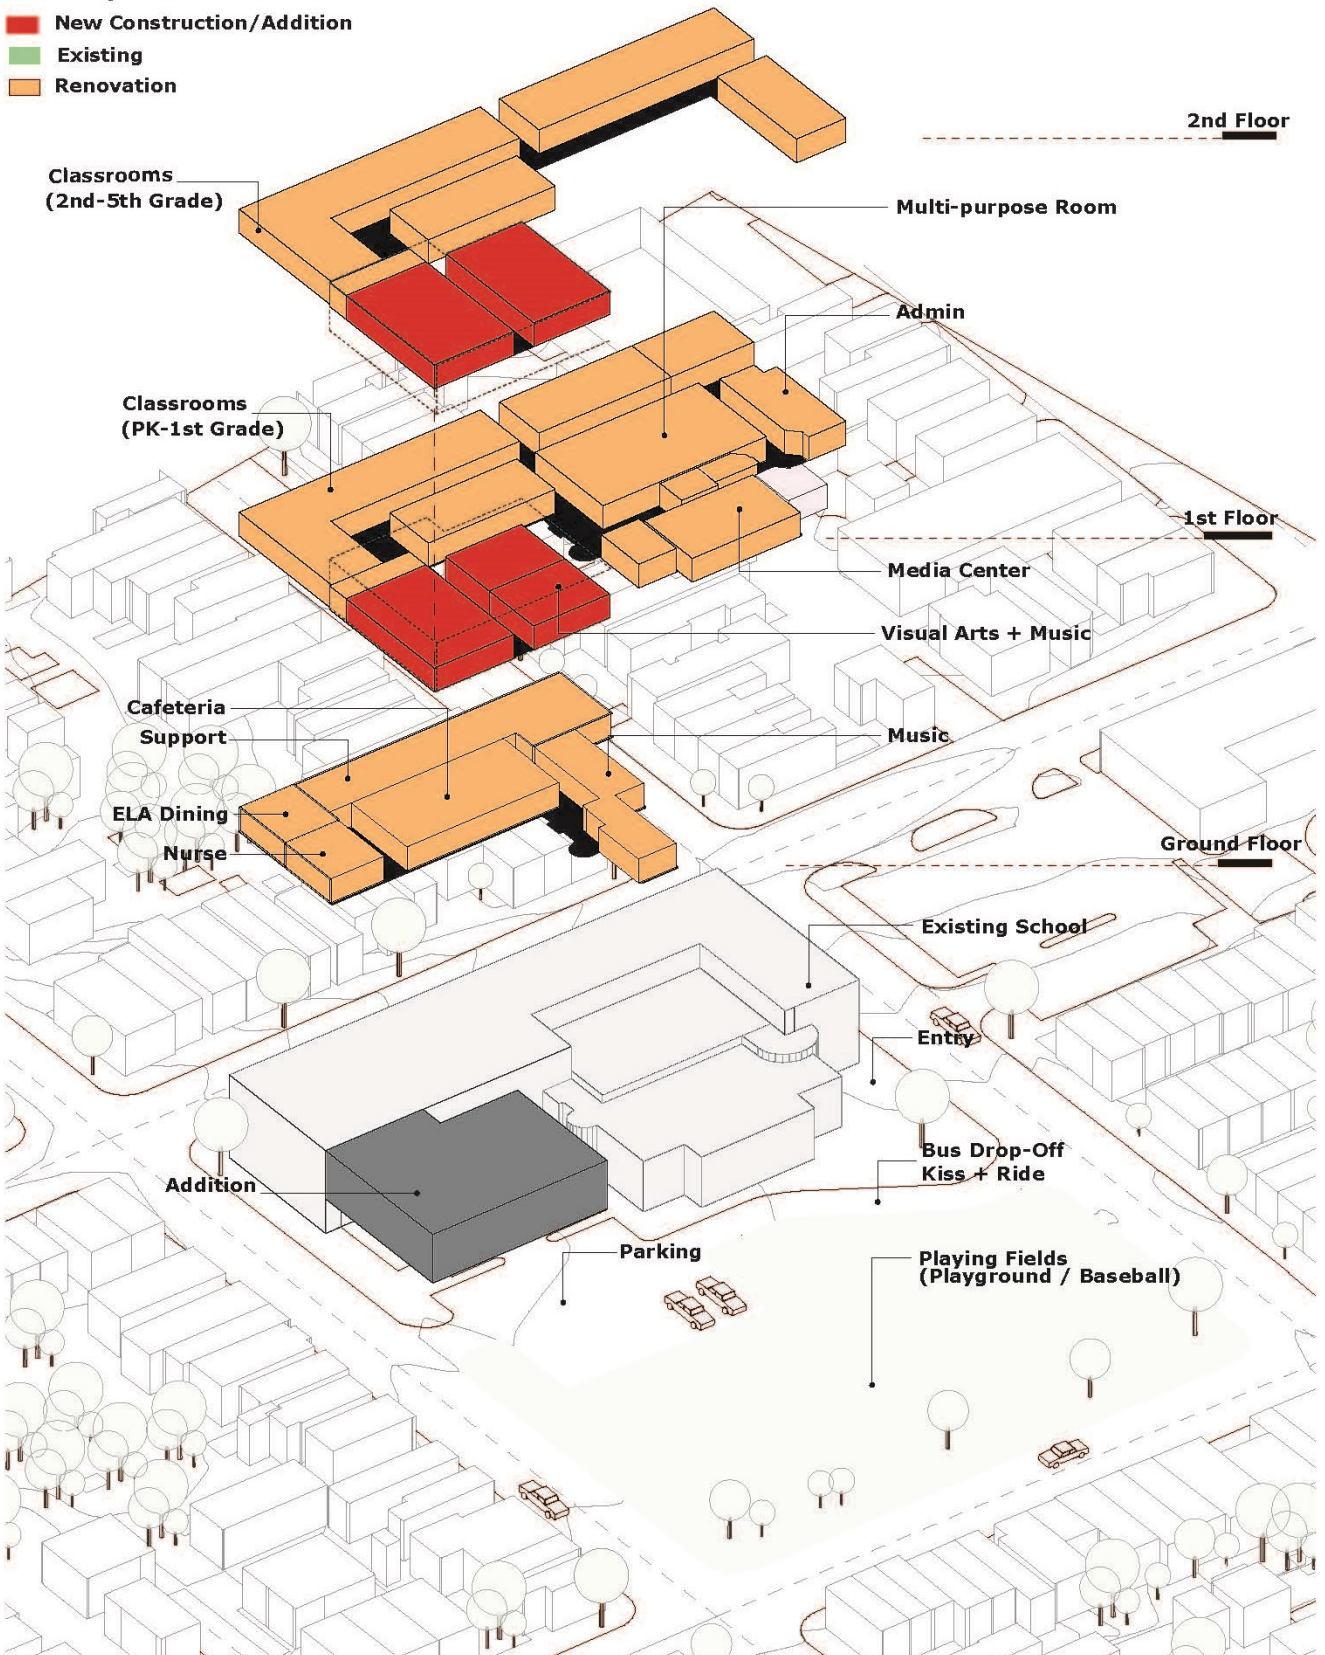 New Construction/Addition
Existing
Renovation
2nd Floor
Classrooms
(2nd-5th Grade)
Multi-purpose Room
Admin
Classrooms
(PK-1st Grade)
1st Floor
Media Center
Visual Arts + Music
Cafeteria
Support
Music
ELA Dining
Nurse
Ground Floor
Existing School
Entry
Bus Drop-Off
Kiss + Ride
Addition
Parking
Playing Fields
(Playground / Baseball)